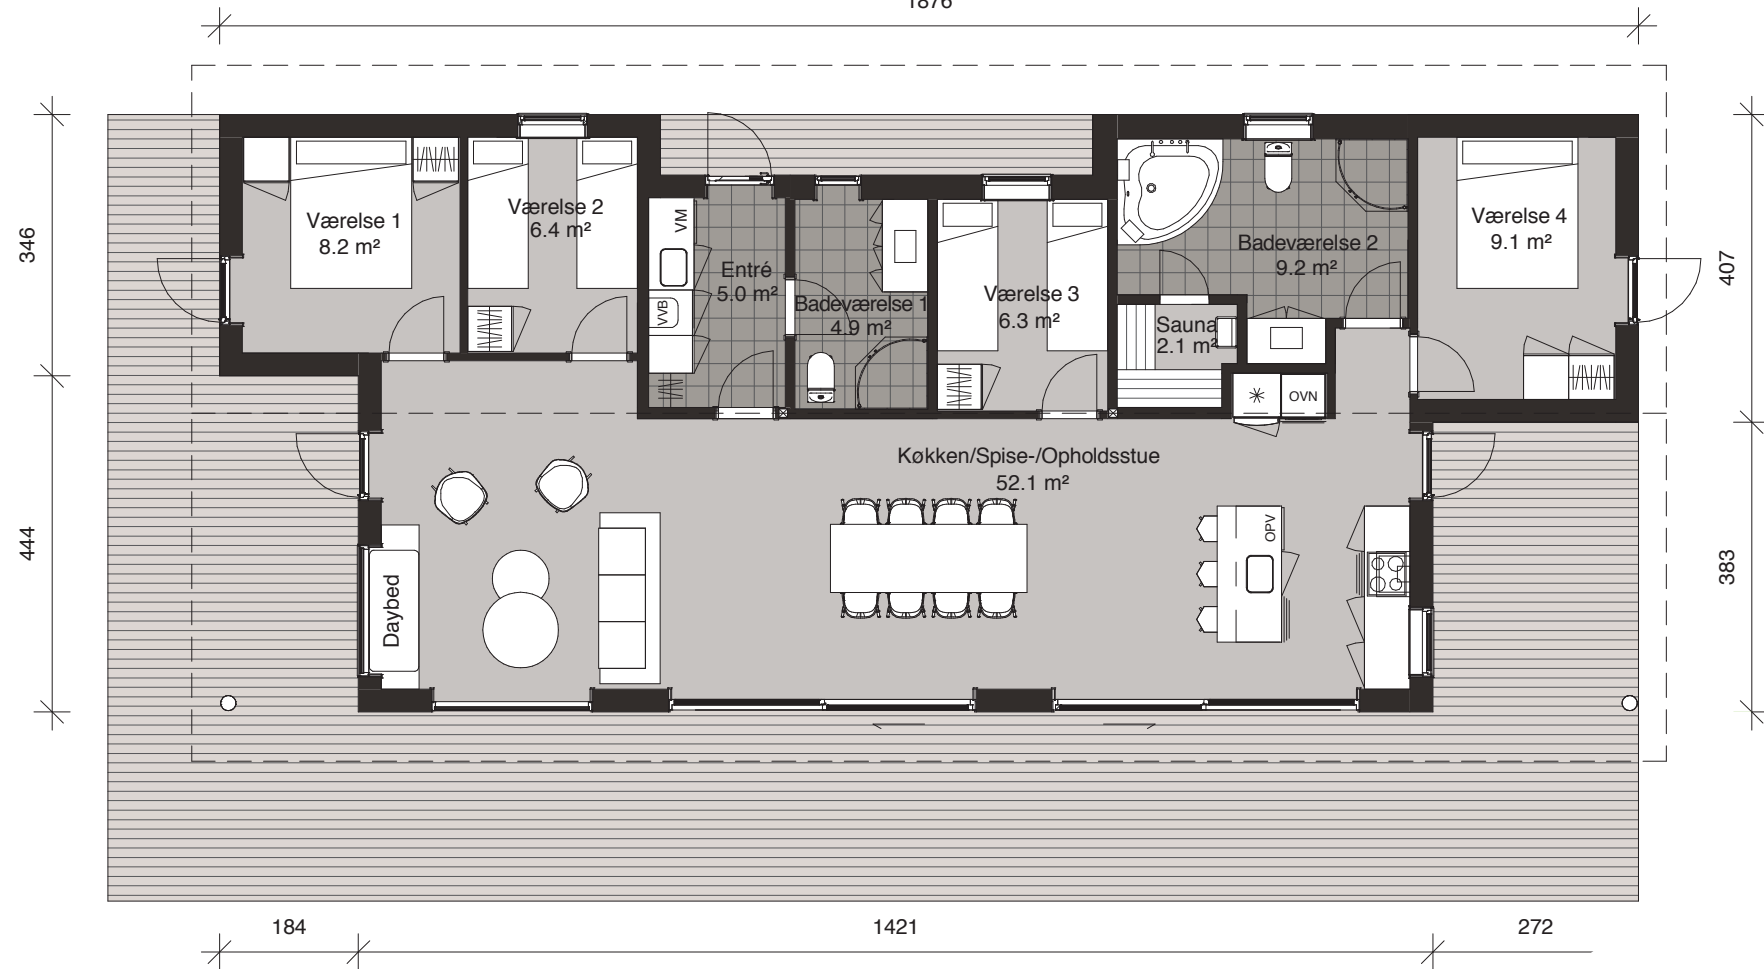 1876
Værelse 1
8.2 m²
Værelse 2
6.4 m²
VM
VVB
Entré
5.0 m²
Badeværelse 1
4.9 m²
Værelse 3
6.3 m²
Badeværelse 2
9.2 m²
Sauna
2.1 m²
Værelse 4
9.1 m²
OVN
346
407
Køkken/Spise-/Opholdsstue
52.1 m²
OPV
Daybed
444
383
184
1421
272